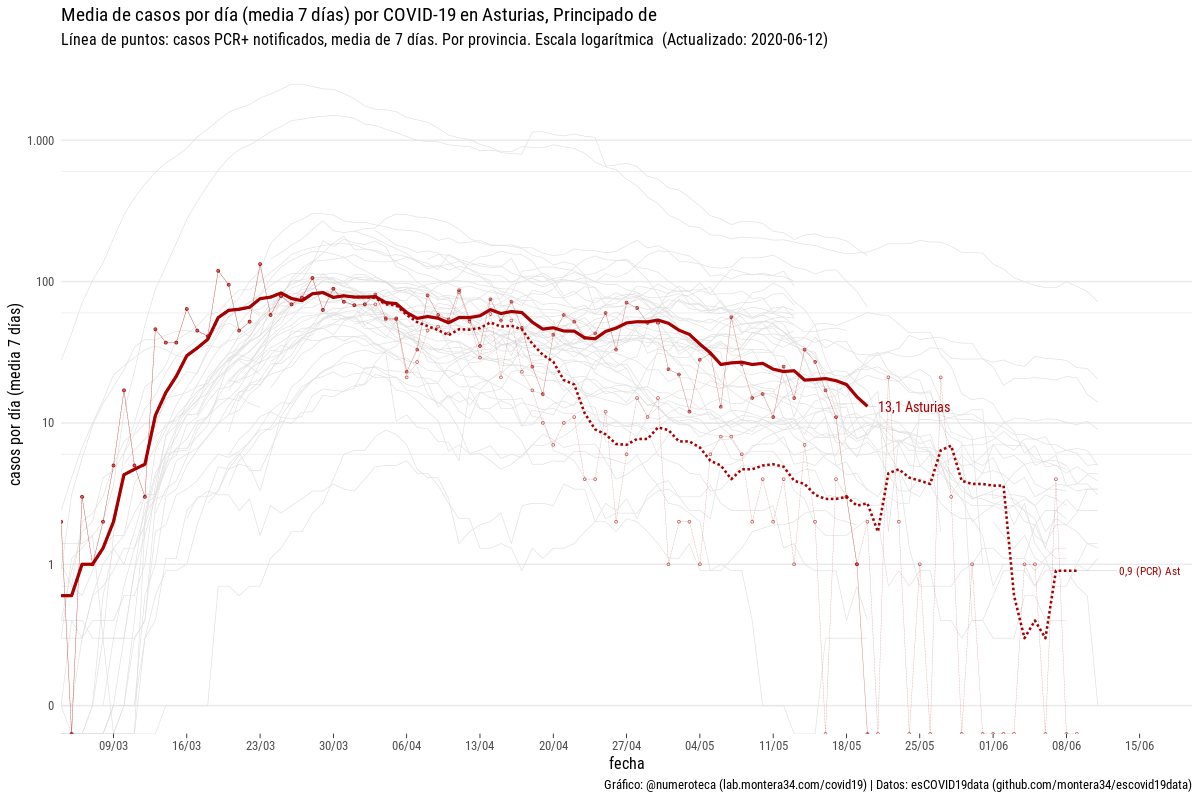 Media de casos por día (media 7 días) por COVID-19 en Asturias, Principado de
Línea de puntos: casos PCR+ notificados, media de 7 días. Por provincia. Escala logarítmica  (Actualizado: 2020-06-12)
casos por día (media 7 días)
1.000
100
10
1
0
13,1 Asturias
0,9 (PCR) Ast
09/03
16/03
23/03
30/03
06/04
13/04
20/04
27/04
04/05
11/05
18/05
25/05
01/06
08/06
15/06
fecha
Gráfico: @numeroteca (lab.montera34.com/covid19) | Datos: esCOVID19data (github.com/montera34/escovid19data)